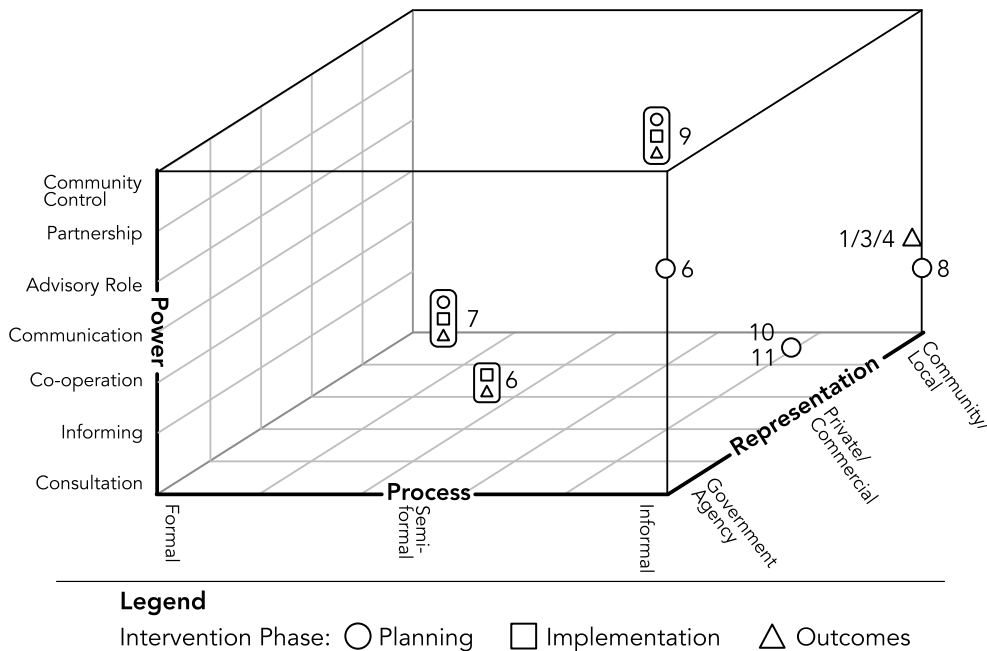 Community
Control
Partnership
Advisory Role
Communication
Co-operation
Informing
Consultation
Power
9
1/3/4
6
8
7
10
11
6
Process
Representation
Formal
Semi-
formal
Informal
Government
Agency
Private/
Commercial
Community/
Local
Legend
Intervention Phase: Planning Implementation Outcomes